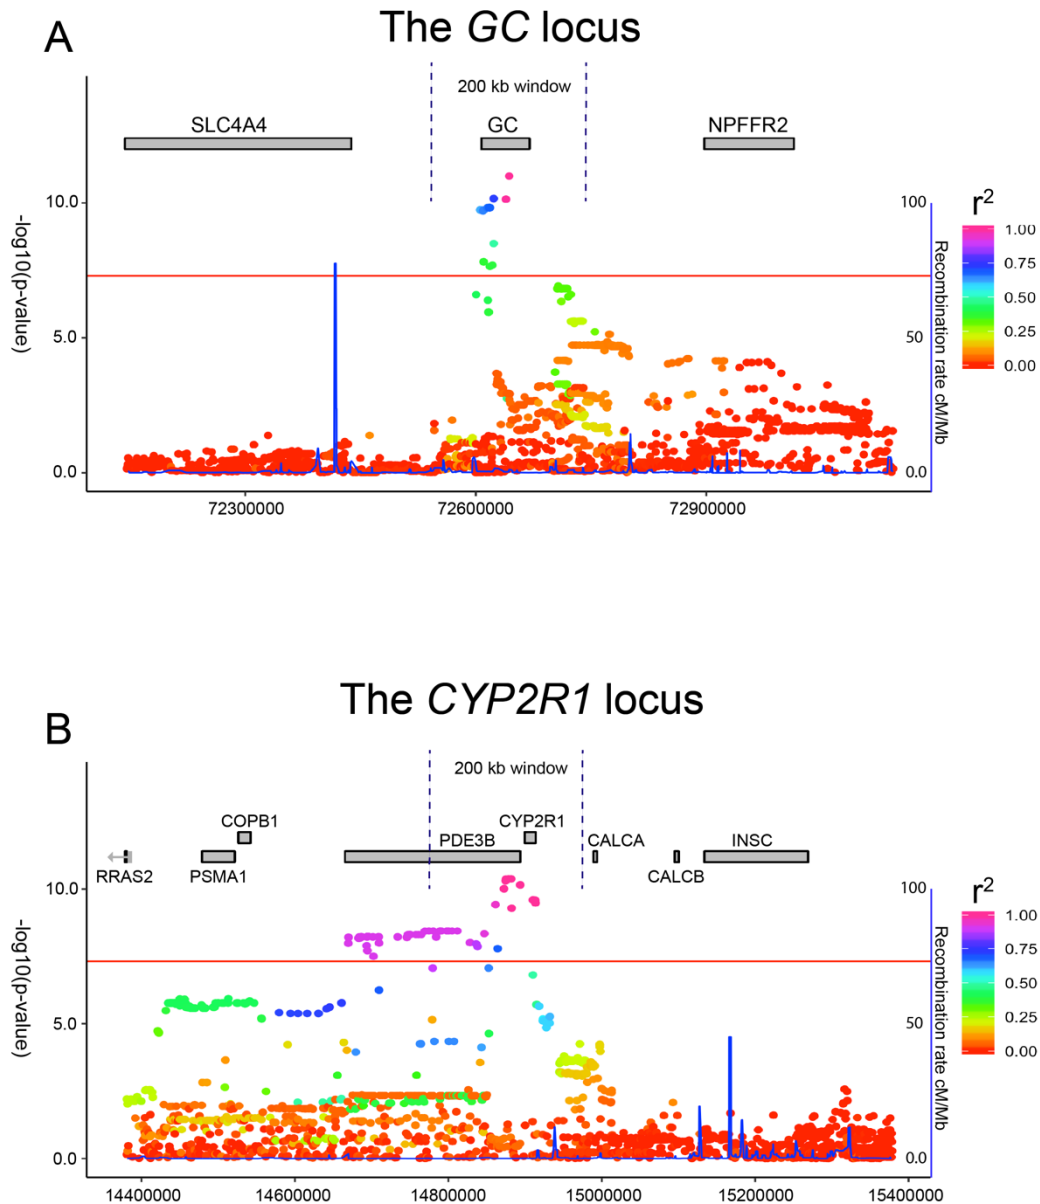 A
The GC locus
200 kb window
SLC4A4
GC
NPFFR2
10.0
5.0
0.0
-log10(p-value)
100
50
0.0
Recombination rate cM/Mb
r2
1.00
0.75
0.50
0.25
0.00
72300000
72600000
72900000
The CYP2R1 locus
B
200 kb window
COPB1
CYP2R1
PDE3B
CALCA
INSC
RRAS2
PSMA1
CALCB
10.0
5.0
0.0
-log10(p-value)
100
50
0.0
Recombination rate cM/Mb
r2
1.00
0.75
0.50
0.25
0.00
14400000
14600000
14800000
15000000
15200000
15400000